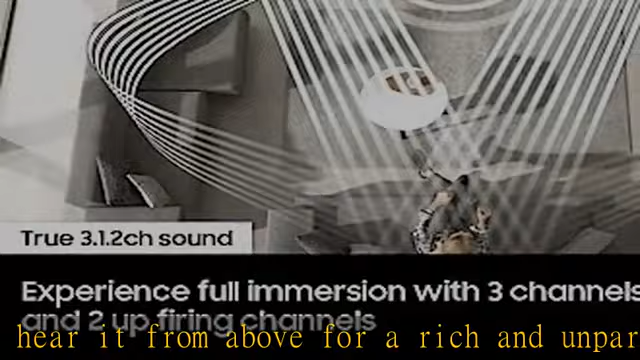 True 3.1.2ch sound
Experience full immersion with 3 channels
and 2 up firing channels
hear it from above for a rich and